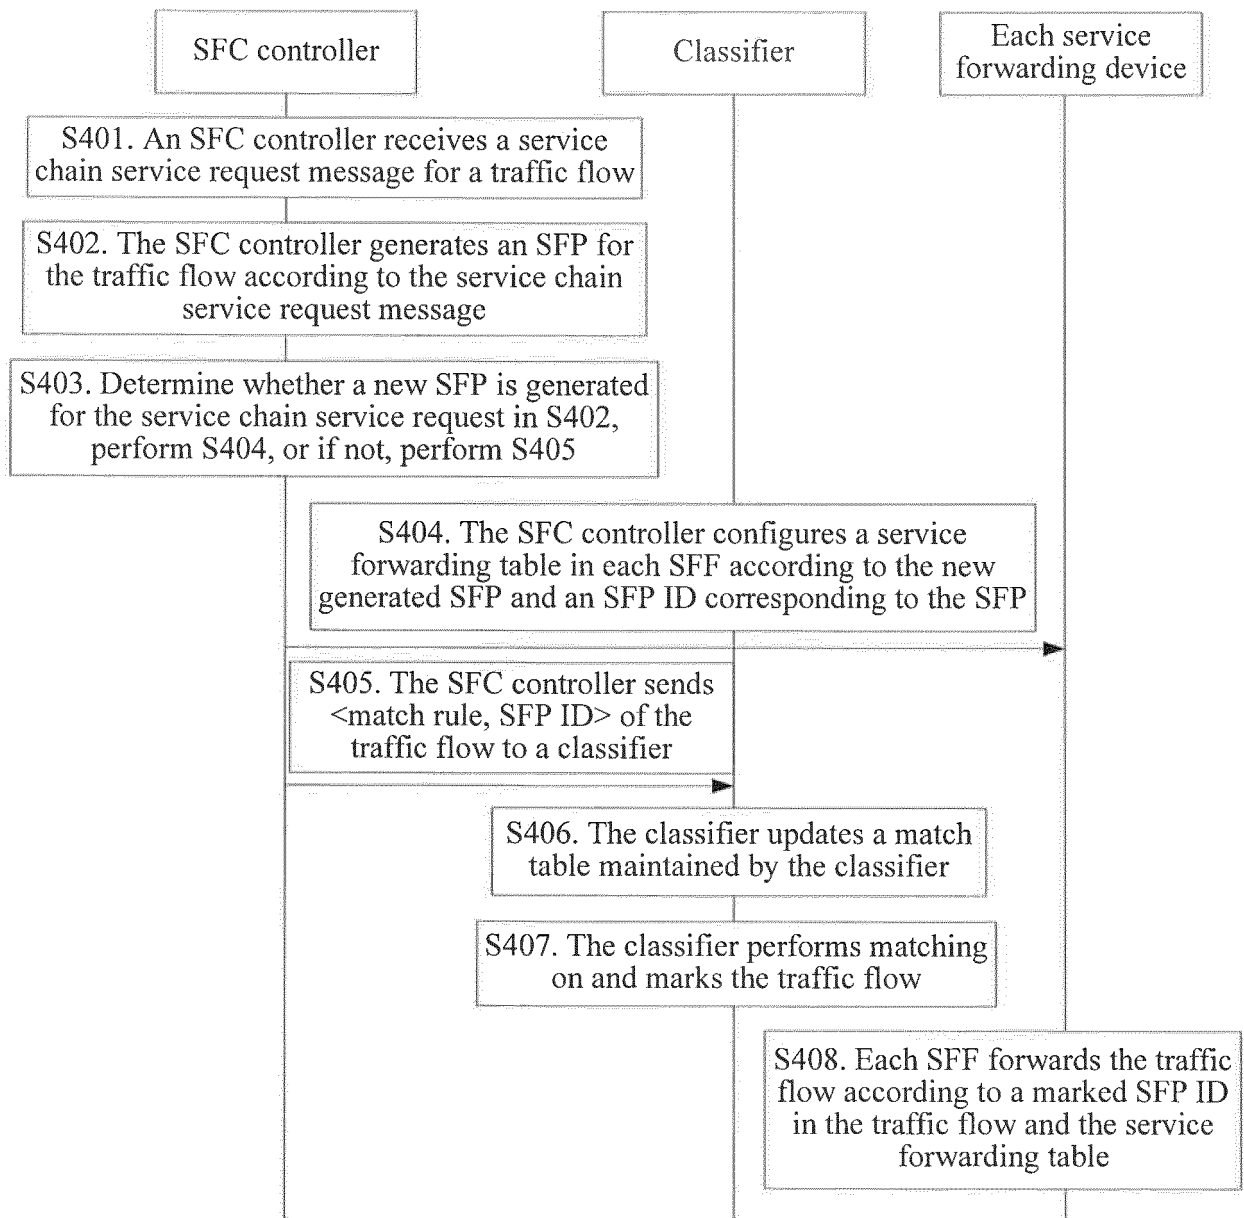 SFC controller
Classifier
Each service
forwarding device
S401. An SFC controller receives a service
chain service request message for a traffic flow
S402. The SFC controller generates an SFP for
the traffic flow according to the service chain
service request message
S403. Determine whether a new SFP is generated
for the service chain service request in S402,
perform S404, or if not, perform S405
S404. The SFC controller configures a service
forwarding table in each SFF according to the new
generated SFP and an SFP ID corresponding to the SFP
S405. The SFC controller sends
<match rule, SFP ID> of the
traffic flow to a classifier
S406. The classifier updates a match
table maintained by the classifier
S407. The classifier performs matching
on and marks the traffic flow
S408. Each SFF forwards the traffic
flow according to a marked SFP ID
in the traffic flow and the service
forwarding table